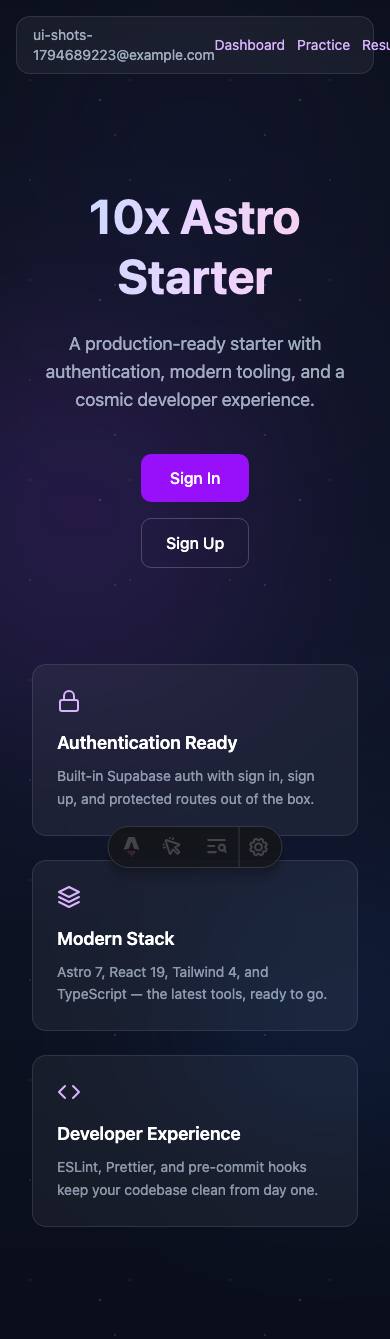 ui-shots-
1794689223@example.com
Dashboard Practice Resu
10x Astro
Starter
A production-ready starter with
authentication, modern tooling, and a
cosmic developer experience.
Sign In
Sign Up
Authentication Ready
Built-in Supabase auth with sign in, sign
up, and protected routes out of the box.
Modern Stack
Astro 7, React 19, Tailwind 4, and
TypeScript — the latest tools, ready to go.
Developer Experience
ESLint, Prettier, and pre-commit hooks
keep your codebase clean from day one.